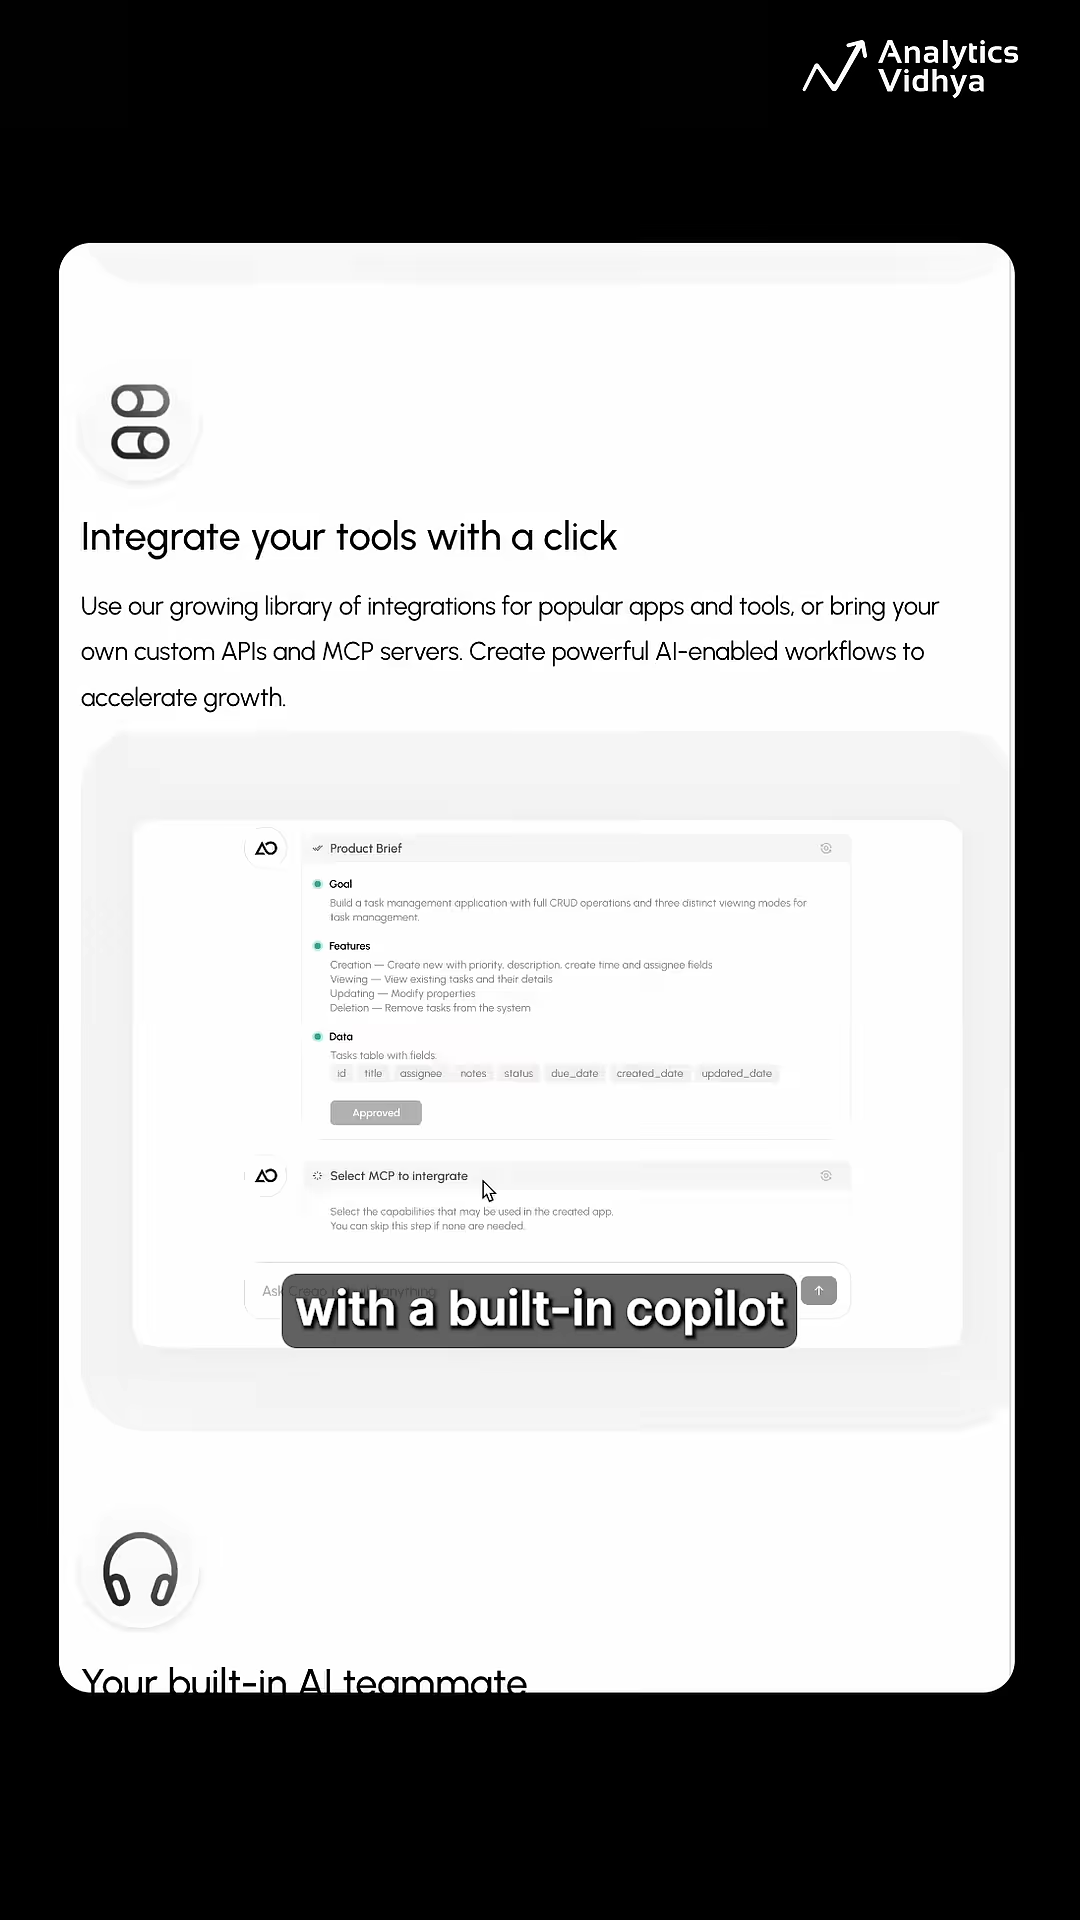 Analytics
Vidhya
Integrate your tools with a click
Use our growing library of integrations for popular apps and tools, or bring your
own custom APIs and MCP servers. Create powerful AI-enabled workflows to
accelerate growth.
Product Brief
Goal
Build a task management application with full CRUD operations and three distinct viewing modes for
task management.
Features
Creation — Create new with priority, description, create time and assignee fields
Viewing — View existing tasks and their details
Updating — Modify properties
Deletion — Remove tasks from the system
Data
Tasks table with fields:
id title assignee notes status due_date created_date updated_date
Approved
Select MCP to intergrate
Select the capabilities that may be used in the created app.
You can skip this step if none are needed.
with a built-in copilot
Your built-in AI teammate